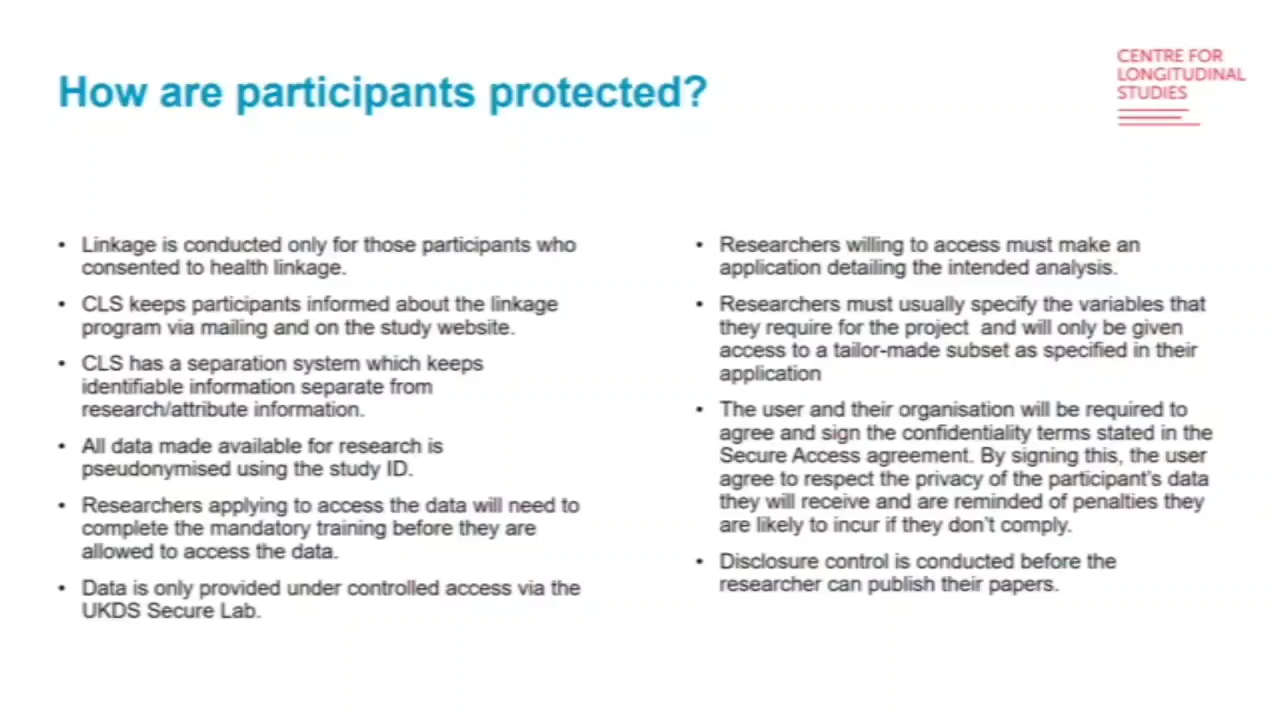 How are participants protected?
CENTRE FOR
LONGITUDINAL
STUDIES
• Linkage is conducted only for those participants who
consented to health linkage.
• CLS keeps participants informed about the linkage
program via mailing and on the study website.
• CLS has a separation system which keeps
identifiable information separate from
research/attribute information.
• All data made available for research is
pseudonymised using the study ID.
• Researchers applying to access the data will need to
complete the mandatory training before they are
allowed to access the data.
• Data is only provided under controlled access via the
UKDS Secure Lab.
• Researchers willing to access must make an
application detailing the intended analysis.
• Researchers must usually specify the variables that
they require for the project and will only be given
access to a tailor-made subset as specified in their
application
• The user and their organisation will be required to
agree and sign the confidentiality terms stated in the
Secure Access agreement. By signing this, the user
agree to respect the privacy of the participant's data
they will receive and are reminded of penalties they
are likely to incur if they don't comply.
• Disclosure control is conducted before the
researcher can publish their papers.